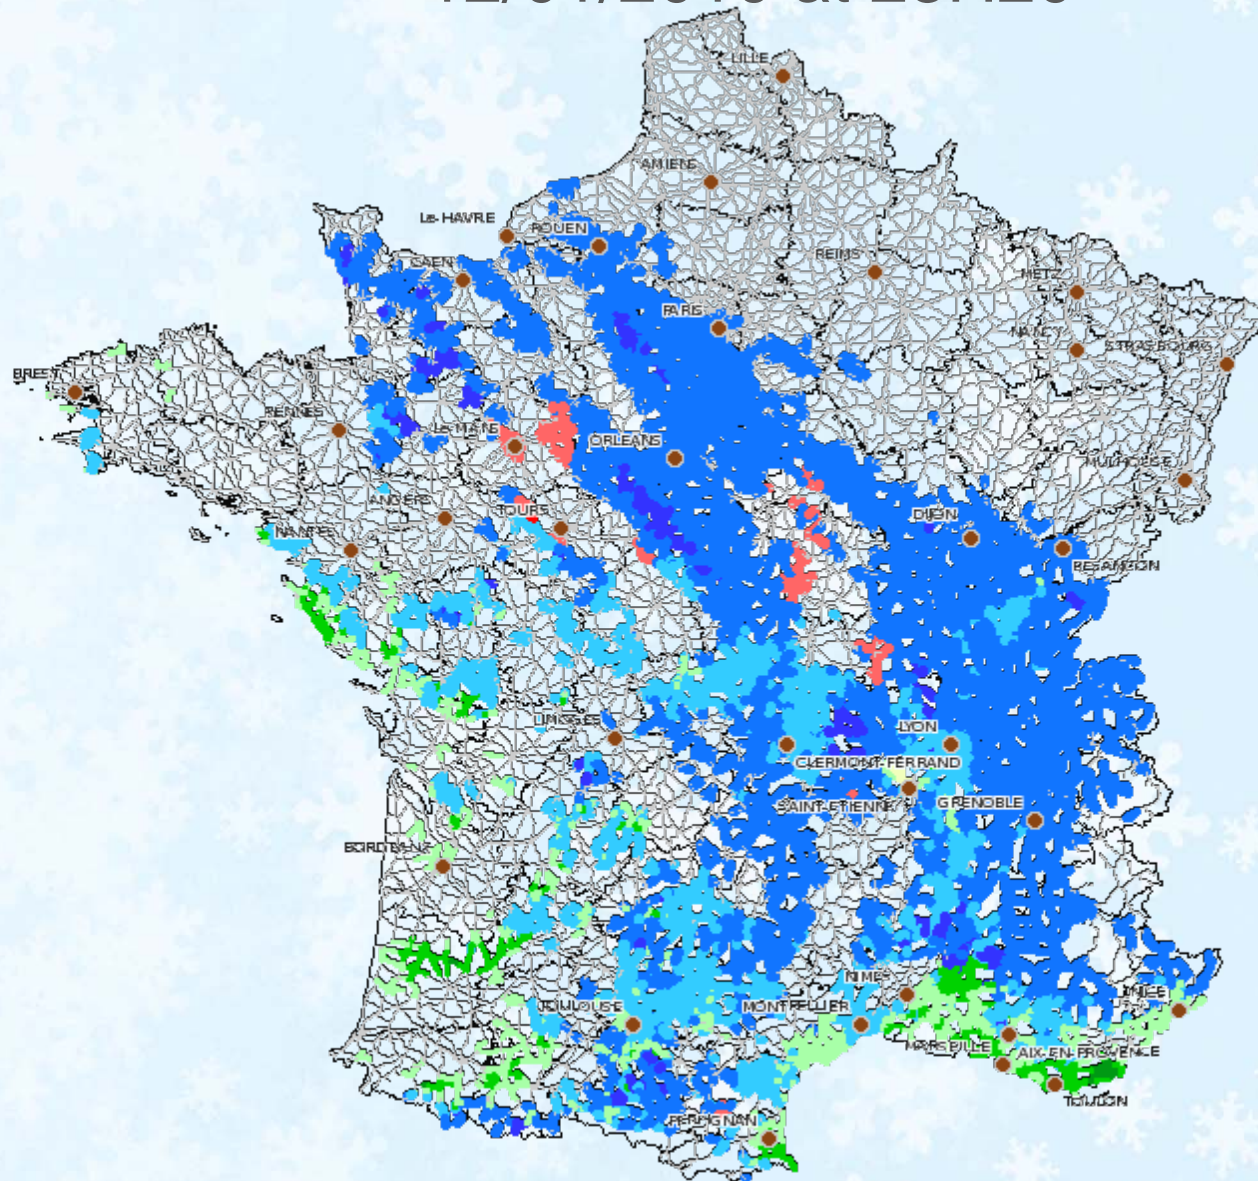 LILLE
AMIENS
Le-HAVRE
ROUEN
CAEN
REIMS
METZ
PARIS
NANCY
STRASBOURG
BREST
RENNES
Le-MANS
ORLEANS
MULHOUSE
ANGERS
TOURS
DIJON
NANTES
BESANCON
LIMOGES
LYON
CLERMONT-FERRAND
SAINT-ETIENNE
GRENOBLE
BORDEAUX
NIMES
TOULOUSE
MONTPELLIER
NICE
MARSEILLE
AIX-EN-PROVENCE
TOULON
PERPIGNAN